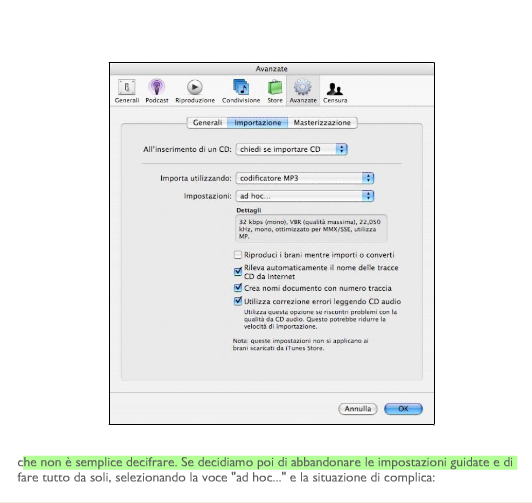 Avanzate
Generali Podcast Riproduzione Condivisione Store Avanzate Censura
Generali Importazione Masterizzazione
All'inserimento di un CD: chiedi se importare CD
Importa utilizzando: codificatore MP3
Impostazioni: ad hoc...
Dettagli
32 kbps (mono), VBR (qualità massima), 22,050
kHz, mono, ottimizzato per MMX/SSE, utilizza
MP.
Riproduci i brani mentre importi o converti
Rileva automaticamente il nome delle tracce
CD da Internet
Crea nomi documento con numero traccia
Utilizza correzione errori leggendo CD audio
Utilizza questa opzione se riscontri problemi con la
qualità da CD audio. Questo potrebbe ridurre la
velocità di importazione.
Nota: queste impostazioni non si applicano ai
brani scaricati da iTunes Store.
Annulla OK
che non è semplice decifrare. Se decidiamo poi di abbandonare le impostazioni guidate e di
fare tutto da soli, selezionando la voce "ad hoc..." e la situazione di complica: